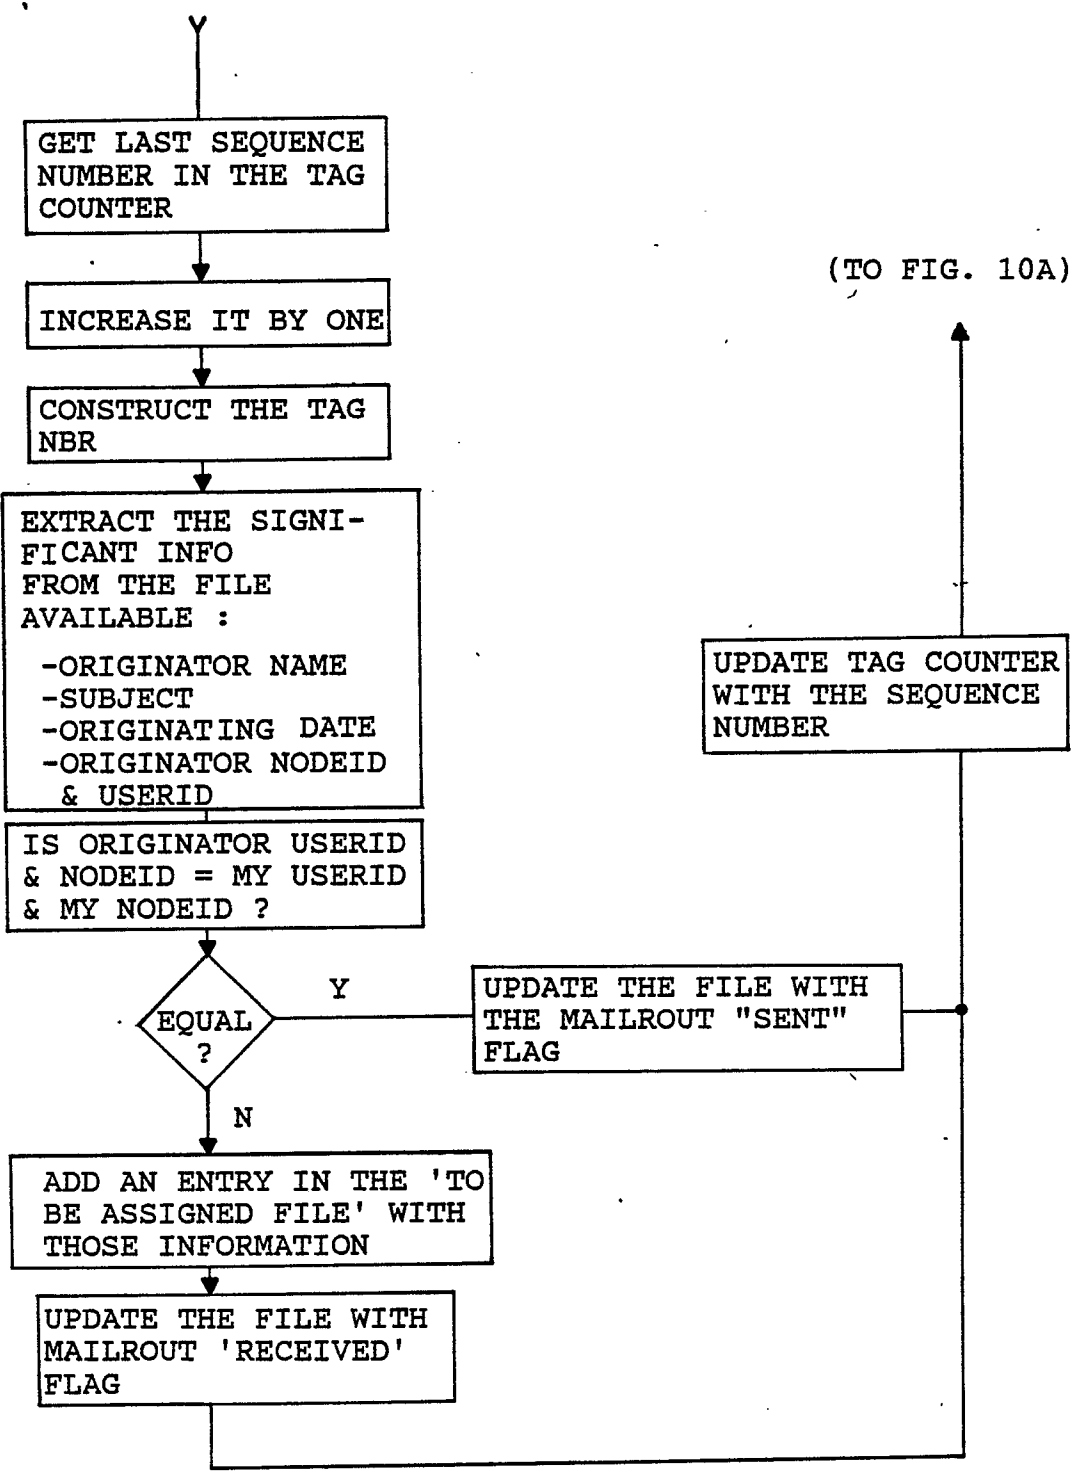 Y
GET LAST SEQUENCE
NUMBER IN THE TAG
COUNTER
(TO FIG. 10A)
INCREASE IT BY ONE
CONSTRUCT THE TAG
NBR
EXTRACT THE SIGNI-
FICANT INFO
FROM THE FILE
AVAILABLE :
-ORIGINATOR NAME
-SUBJECT
-ORIGINATING DATE
-ORIGINATOR NODEID
& USERID
UPDATE TAG COUNTER
WITH THE SEQUENCE
NUMBER
IS ORIGINATOR USERID
& NODEID = MY USERID
& MY NODEID ?
EQUAL
?
Y
UPDATE THE FILE WITH
THE MAILROUT "SENT"
FLAG
N
ADD AN ENTRY IN THE 'TO
BE ASSIGNED FILE' WITH
THOSE INFORMATION
UPDATE THE FILE WITH
MAILROUT 'RECEIVED'
FLAG